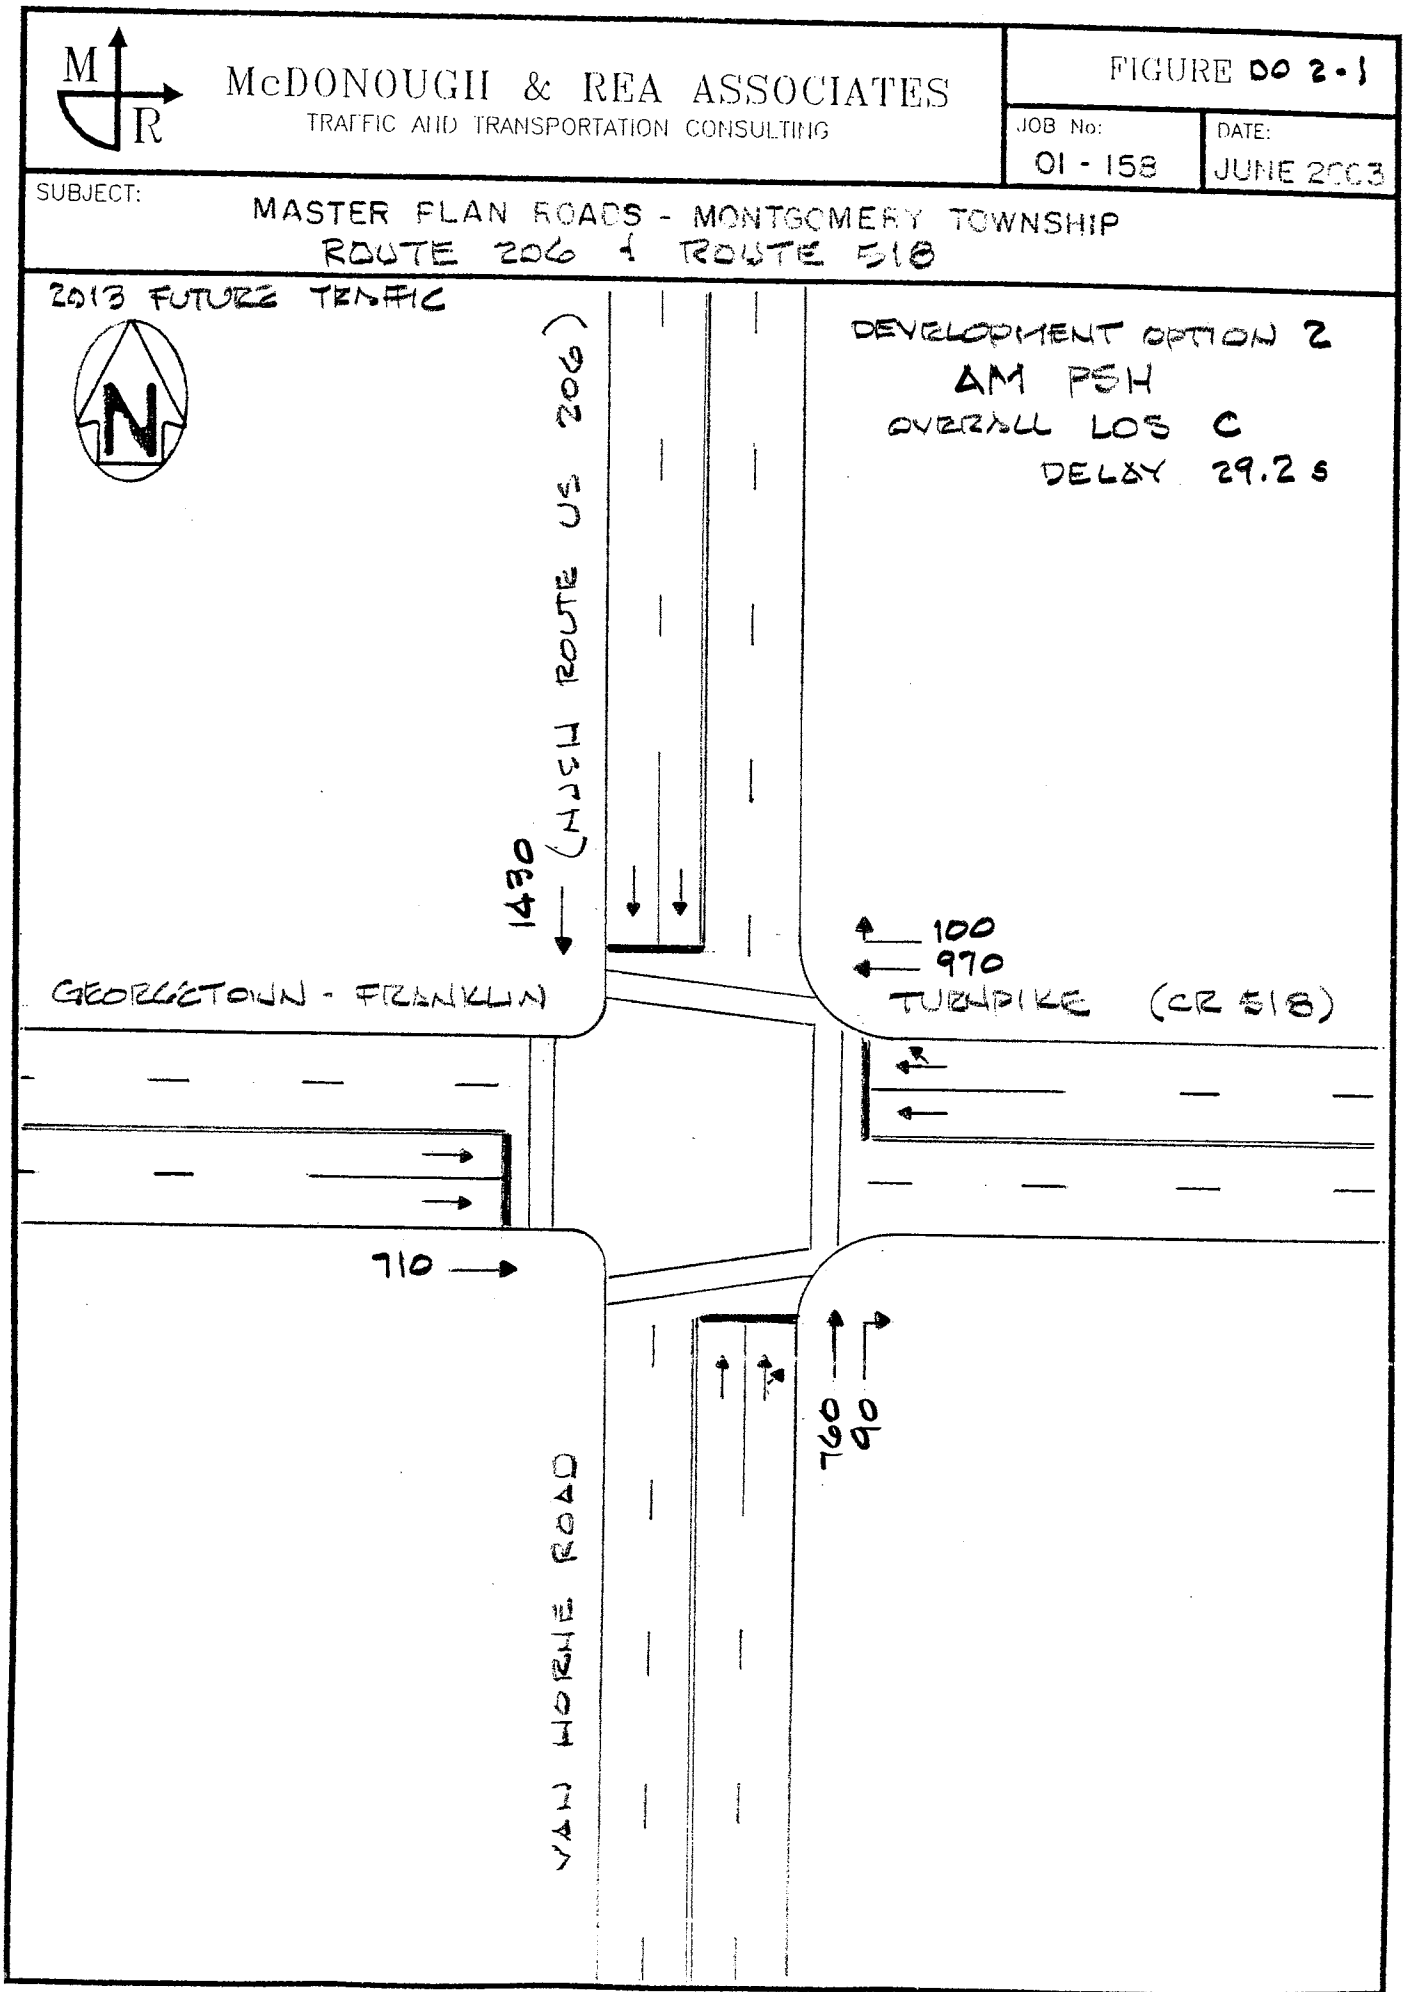 M
R
McDONOUGH & REA ASSOCIATES
TRAFFIC AND TRANSPORTATION CONSULTING
FIGURE DO 2-1
JOB No:
01 - 158
DATE:
JUNE 2003
SUBJECT:
MASTER PLAN ROADS - MONTGOMERY TOWNSHIP
ROUTE 206 & ROUTE 518
2013 FUTURE TRAFFIC
N
DEVELOPMENT OPTION 2
AM PSH
OVERALL LOS C
DELAY 29.2 s
(NJSH ROUTE US 206)
1430
100
970
GEORGETOWN - FRANKLIN
TURNPIKE (CR 518)
710
760
90
VAN HORNE ROAD